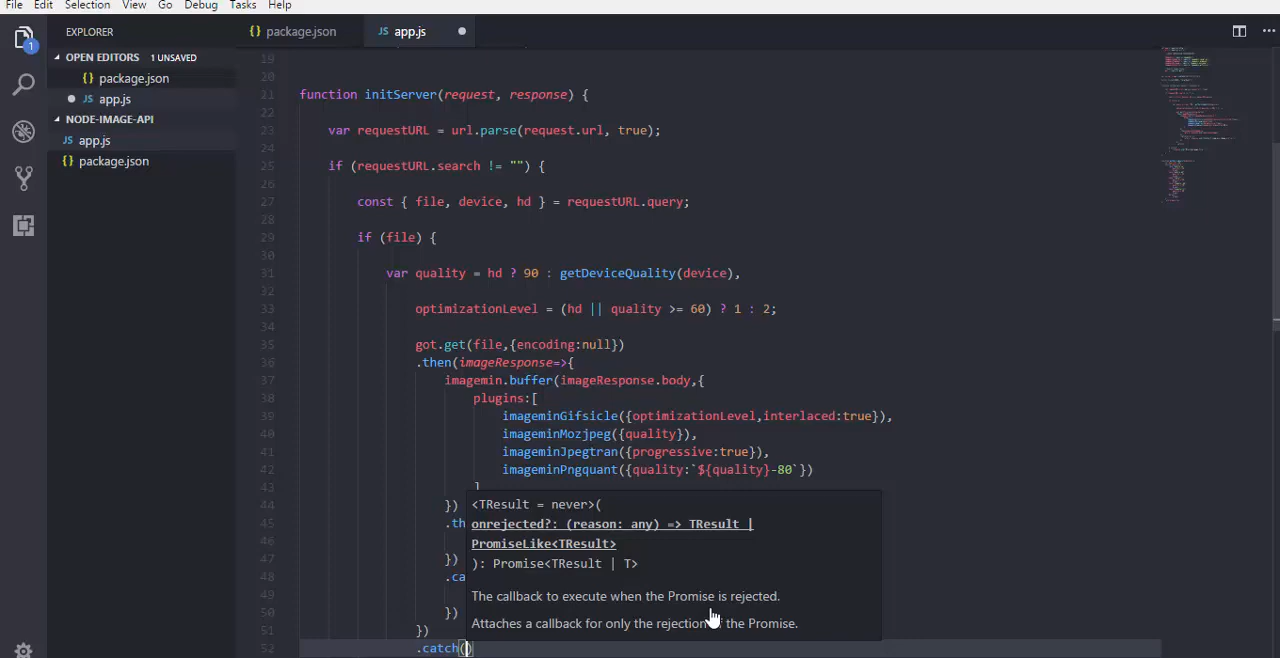 File Edit Selection View Go Debug Tasks Help
EXPLORER
{} package.json
JS app.js
OPEN EDITORS 1 UNSAVED
{} package.json
JS app.js
NODE-IMAGE-API
JS app.js
{} package.json
1
19
20
21 function initServer(request, response) {
22
23 var requestURL = url.parse(request.url, true);
24
25 if (requestURL.search != "") {
26
27 const { file, device, hd } = requestURL.query;
28
29 if (file) {
30
31 var quality = hd ? 90 : getDeviceQuality(device),
32
33 optimizationLevel = (hd || quality >= 60) ? 1 : 2;
34
35 got.get(file,{encoding:null})
36 .then(imageResponse=>{
37 imagemin.buffer(imageResponse.body,{
38 plugins:[
39 imageminGifsicle({optimizationLevel,interlaced:true}),
40 imageminMozjpeg({quality}),
41 imageminJpegtran({progressive:true}),
42 imageminPngquant({quality:`${quality}-80`})
43 ]
44 })
45 .th
46
47 })
48 .ca
49
50 })
51 })
52 .catch()
<TResult = never>(
onrejected?: (reason: any) => TResult |
PromiseLike<TResult>
): Promise<TResult | T>
The callback to execute when the Promise is rejected.
Attaches a callback for only the rejection the Promise.